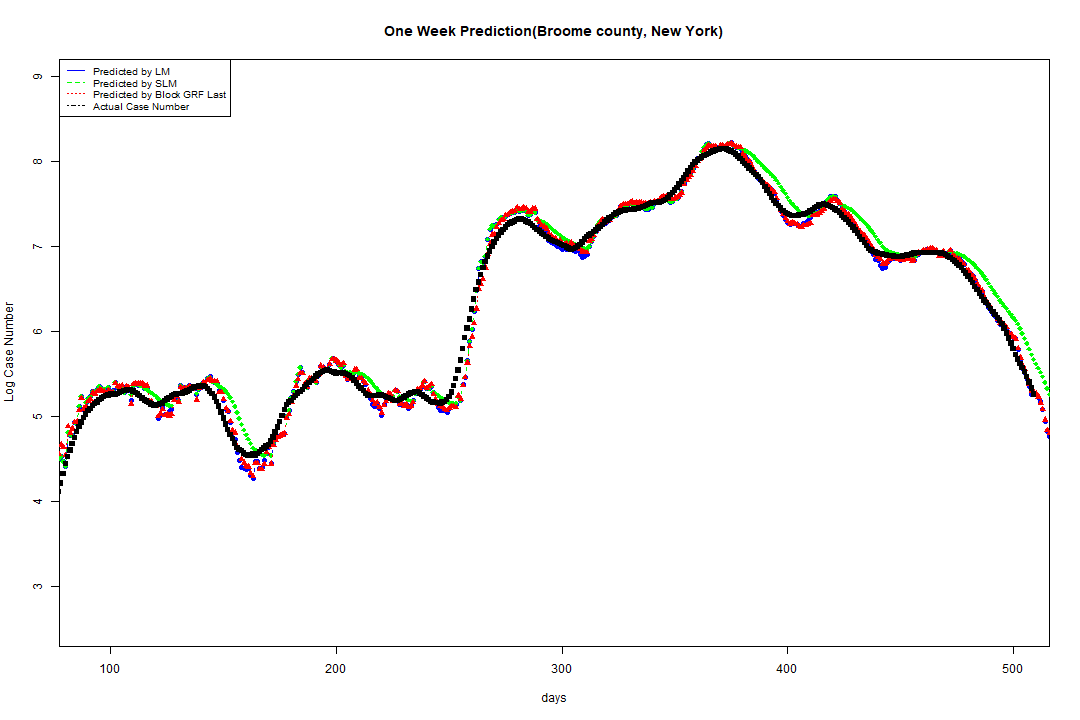 One Week Prediction(Broome county, New York)
Predicted by LM
Predicted by SLM
Predicted by Block GRF Last
Actual Case Number
9
8
7
6
5
4
3
Log Case Number
100 200 300 400 500
days